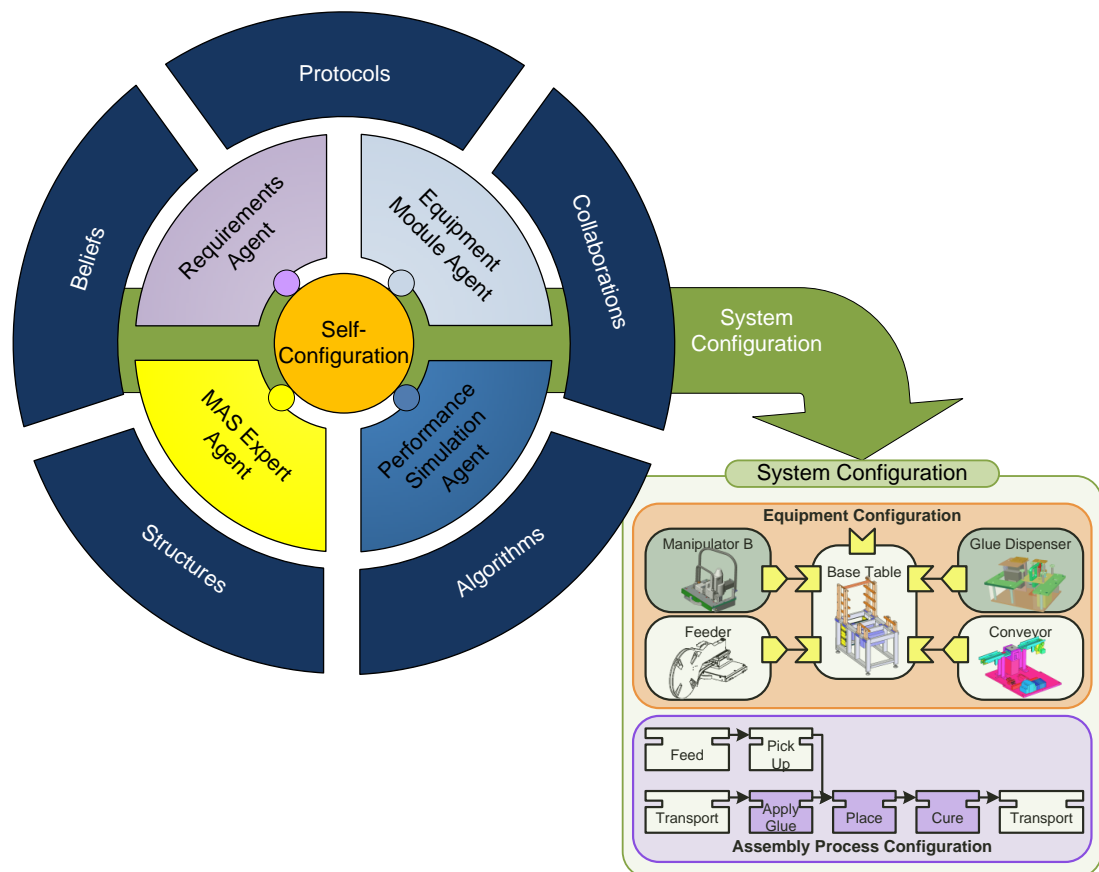 Protocols
Beliefs
Collaborations
Structures
Algorithms
Requirements
Agent
Equipment
Module Agent
MAS Expert
Agent
Performance
Simulation
Agent
Self-
Configuration
System
Configuration
System Configuration
Equipment Configuration
Manipulator B
Base Table
Glue Dispenser
Feeder
Conveyor
Feed
Pick
Up
Transport
Apply
Glue
Place
Cure
Transport
Assembly Process Configuration